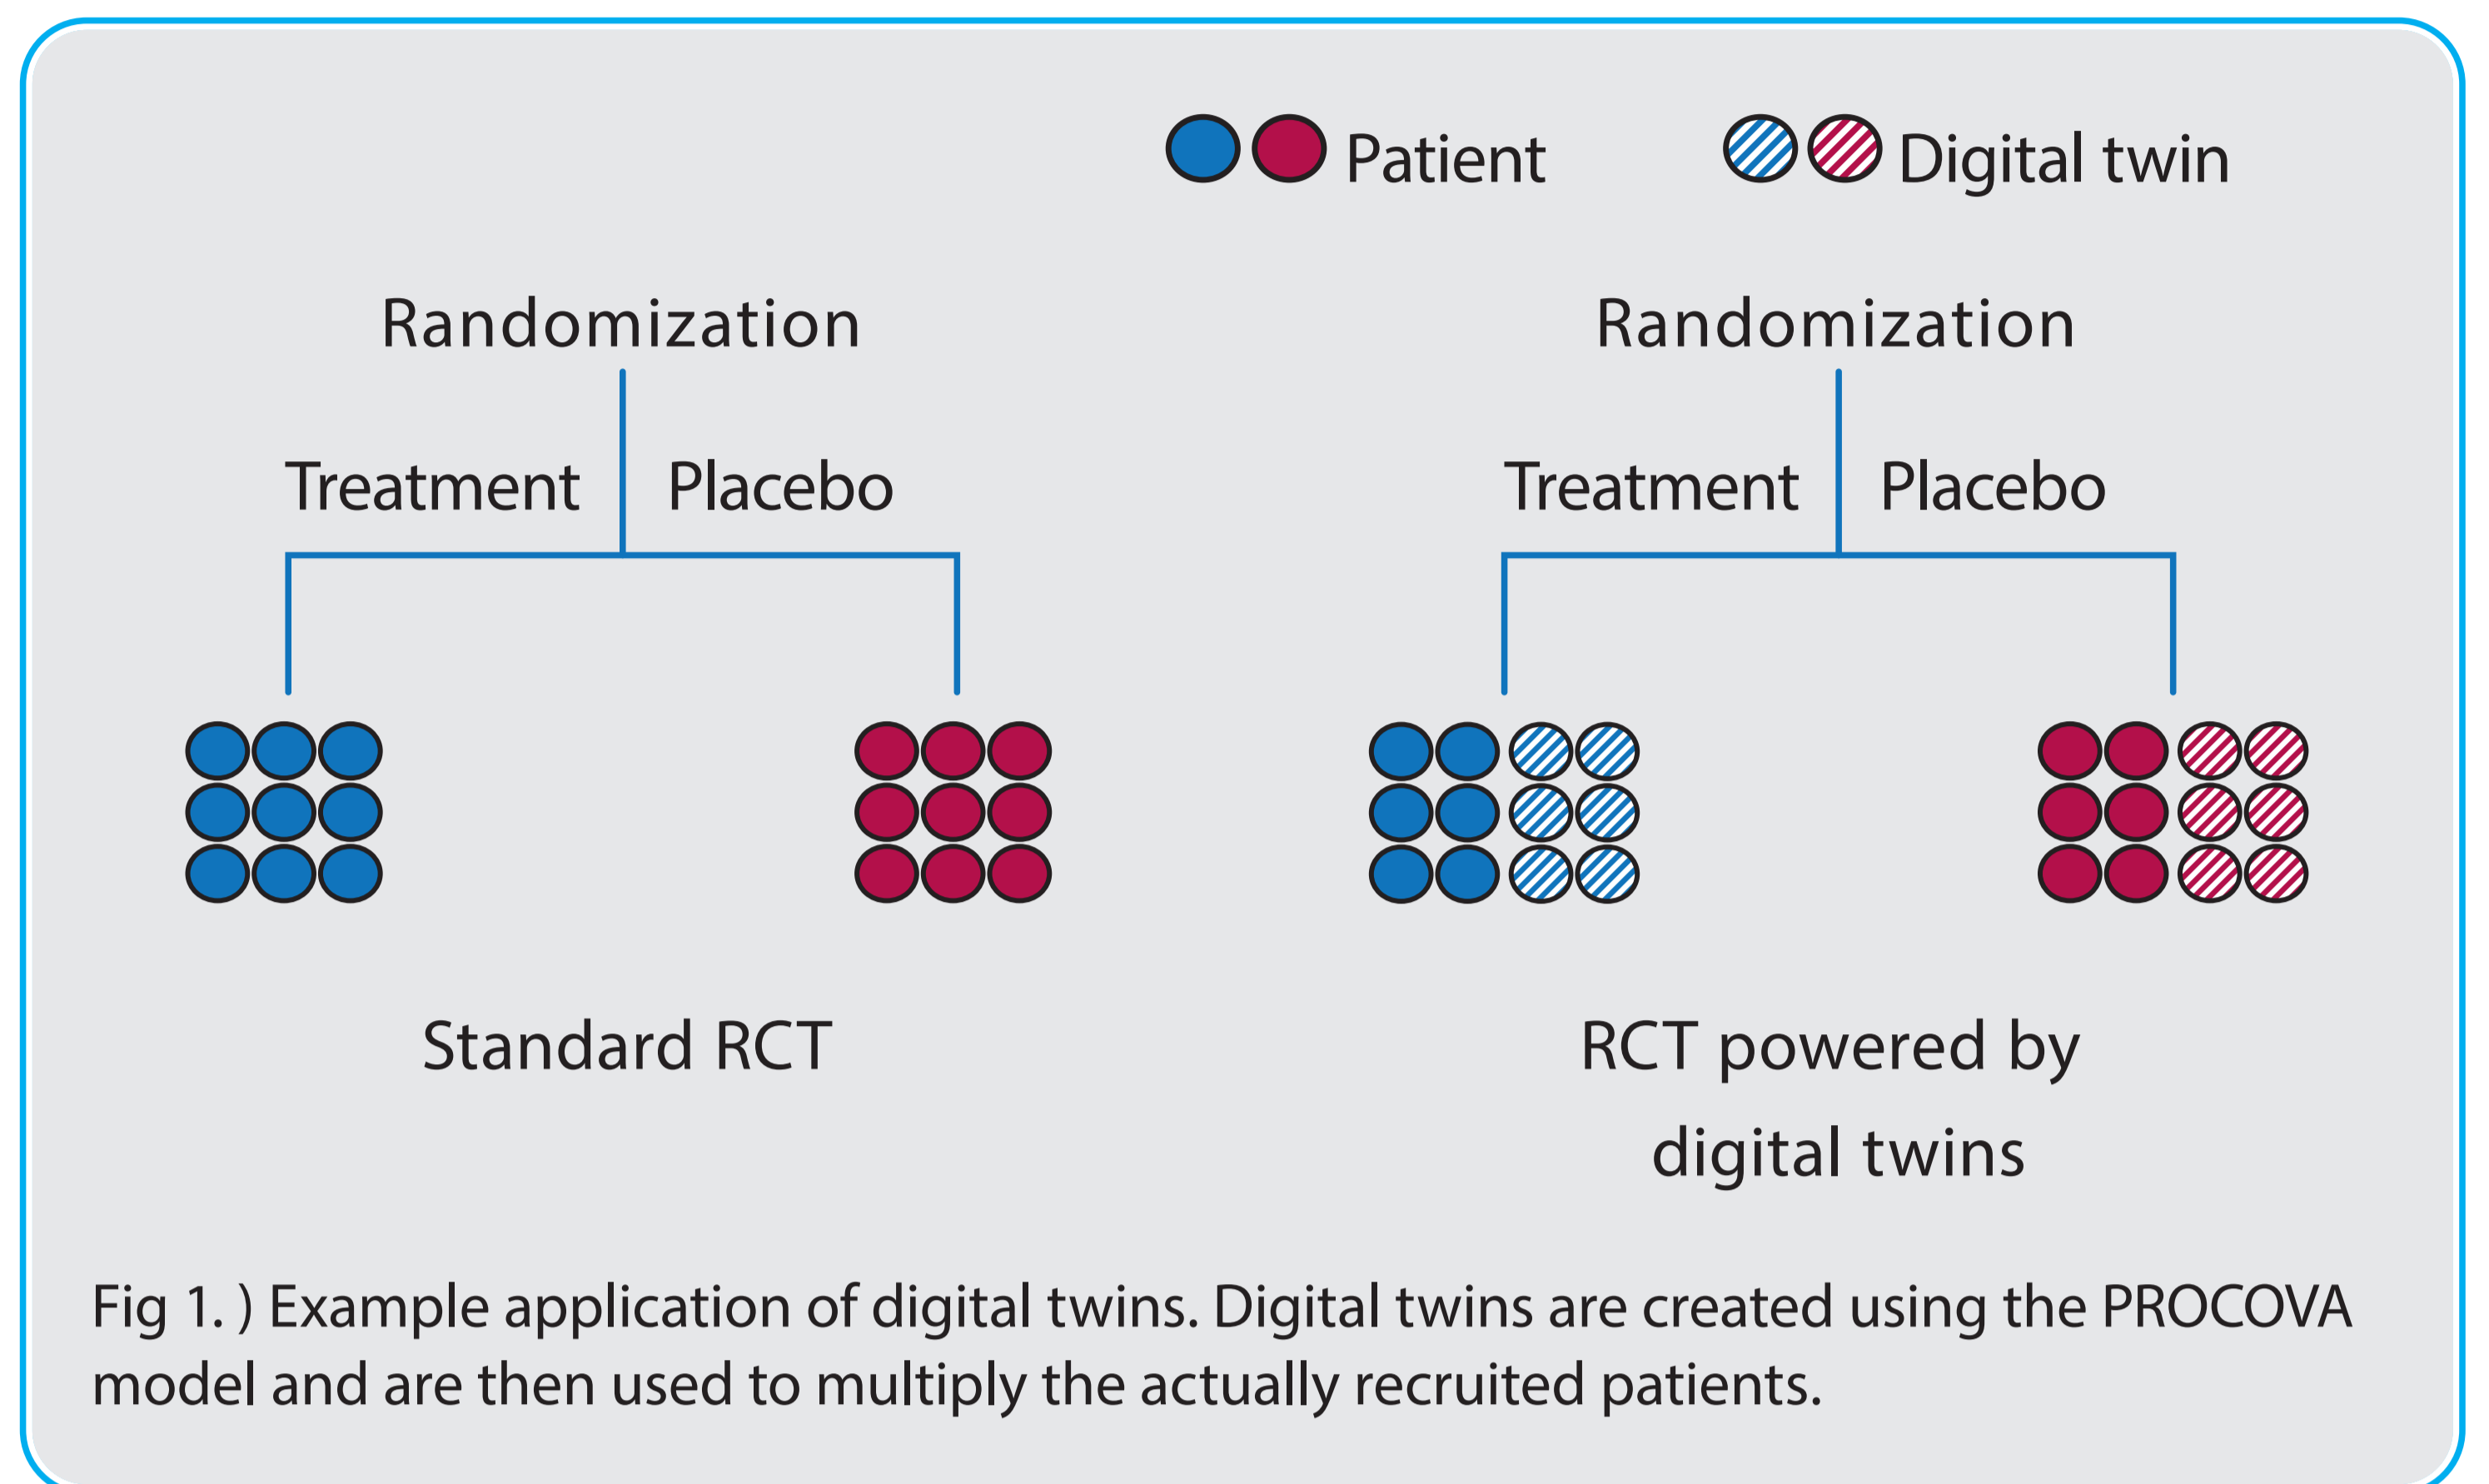 Patient
Digital twin
Randomization
Treatment
Placebo
Standard RCT
Randomization
Treatment
Placebo
RCT powered by
digital twins
Fig 1. ) Example application of digital twins. Digital twins are created using the PROCOVA
model and are then used to multiply the actually recruited patients.